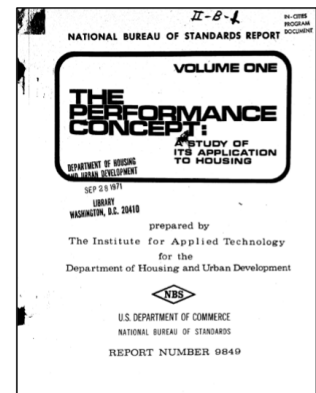 II-B-1
IN-CITIES
PROGRAM
DOCUMENT
NATIONAL BUREAU OF STANDARDS REPORT
VOLUME ONE
THE
PERFORMANCE
CONCEPT:
A STUDY OF
ITS APPLICATION
TO HOUSING
DEPARTMENT OF HOUSING
AND URBAN DEVELOPMENT
SEP 28 1971
LIBRARY
WASHINGTON, D.C. 20410
prepared by
The Institute for Applied Technology
for the
Department of Housing and Urban Development
NBS
U.S. DEPARTMENT OF COMMERCE
NATIONAL BUREAU OF STANDARDS
REPORT NUMBER 9849